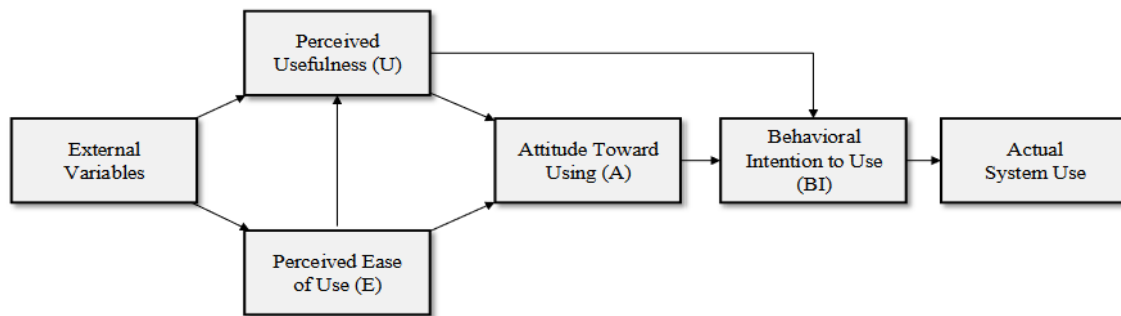 Perceived
Usefulness (U)
External
Variables
Perceived Ease
of Use (E)
Attitude Toward
Using (A)
Behavioral
Intention to Use
(BI)
Actual
System Use